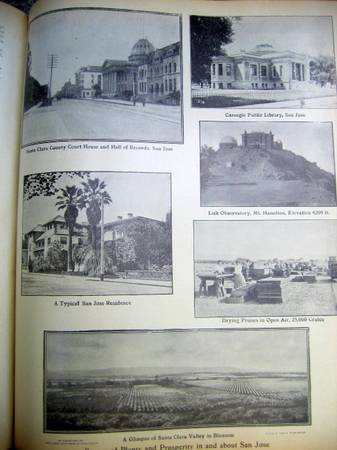 Santa Clara County Court House and Hall of Records, San Jose
Carnegie Public Library, San Jose
Lick Observatory, Mt. Hamilton, Elevation 4209 ft.
A Typical San Jose Residence
Drying Prunes in Open Air, 25,000 Crates
A Glimpse of Santa Clara Valley in Blossom
Plenty and Prosperity in and about San Jose